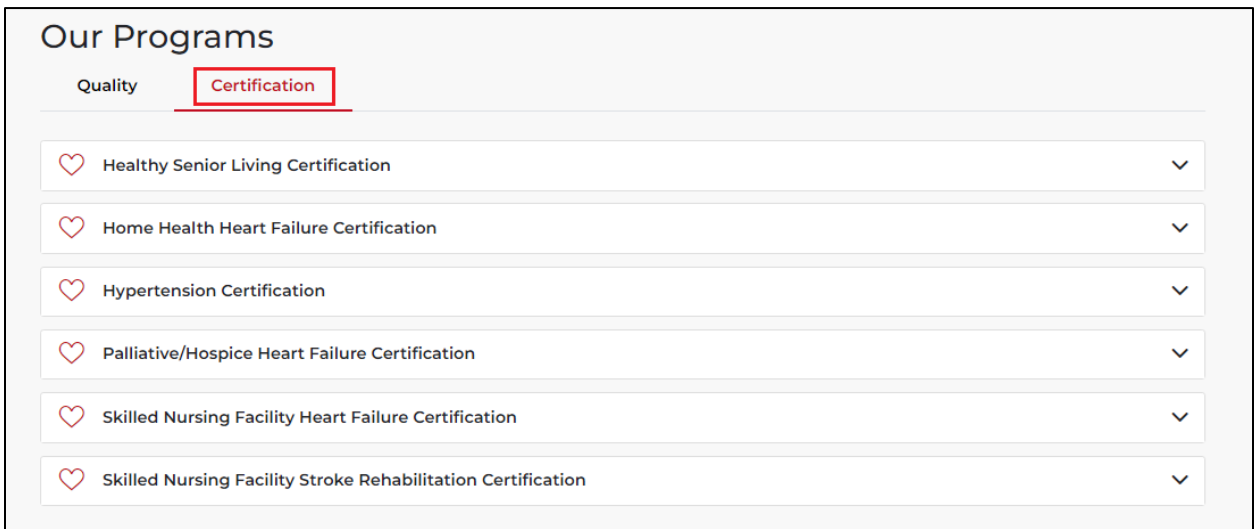 Our Programs
Quality Certification
Healthy Senior Living Certification
Home Health Heart Failure Certification
Hypertension Certification
Palliative/Hospice Heart Failure Certification
Skilled Nursing Facility Heart Failure Certification
Skilled Nursing Facility Stroke Rehabilitation Certification